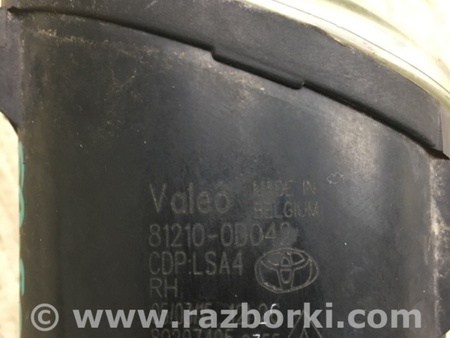 Valeo MADE IN
BELGIUM
81210-0D042
CDP:LSA4
RH
www.razborki.com